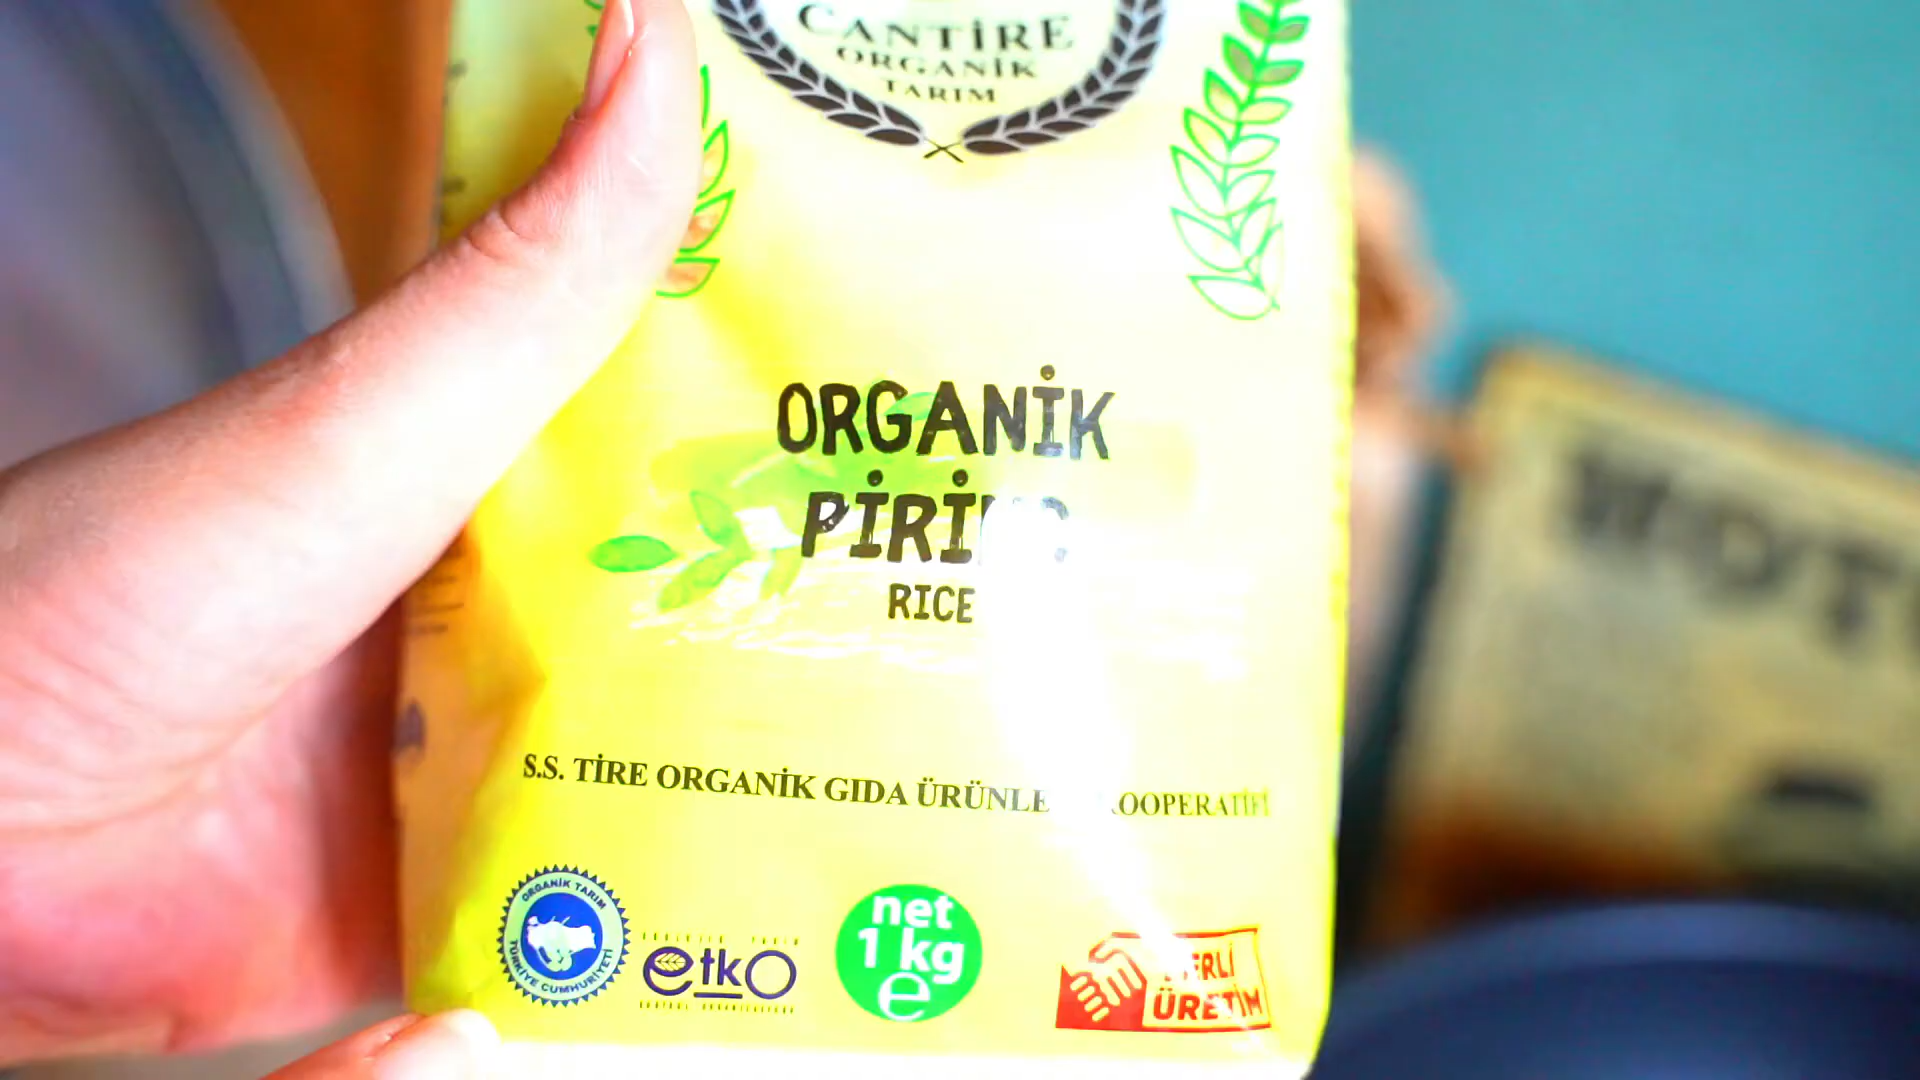 CANTİRE
ORGANİK
TARIM
ORGANİK
RICE
S.S. TİRE ORGANİK GIDA
ORGANİK TARIM
TÜRKİYE CUMHURİYETİ
etko
net
1 kg
e
ÜRETİM